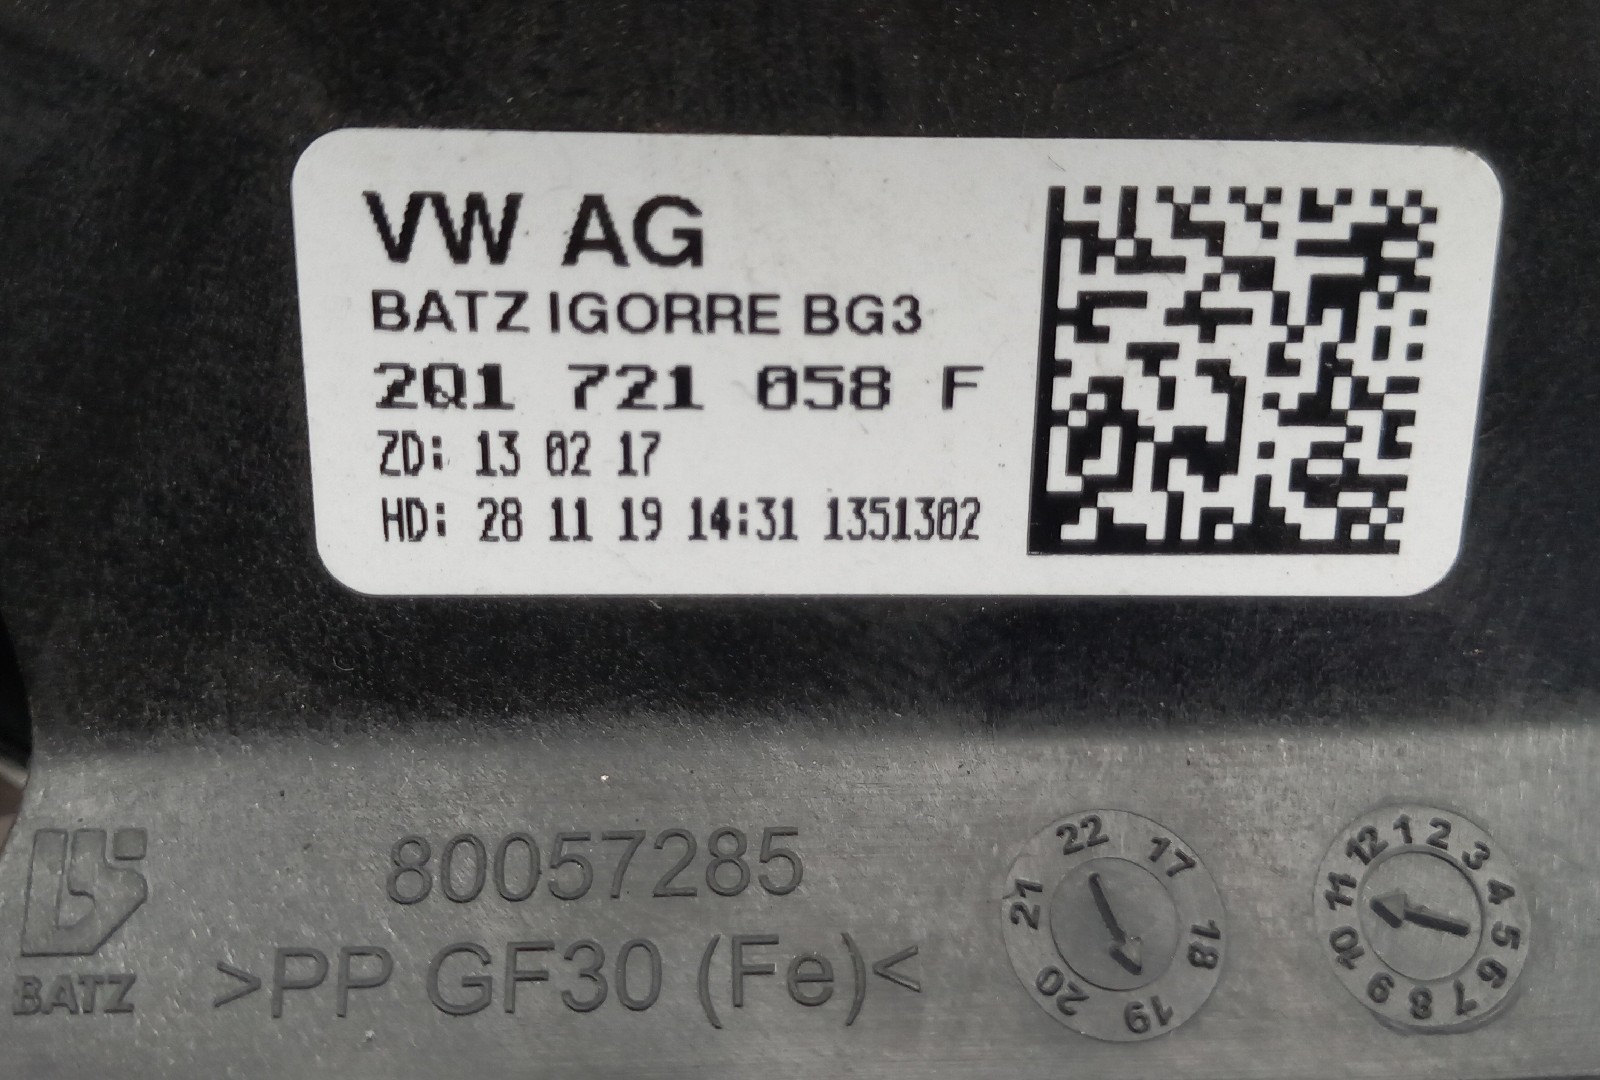 VW AG
BATZ IGORRE BG3
2Q1 721 058 F
ZD: 13 02 17
HD: 28 11 19 14:31 1351302
80057285
>PP GF30 (Fe)<
BATZ
22 17 18 19 20 21
12 1 2 3 4 5 6 7 8 9 10 11